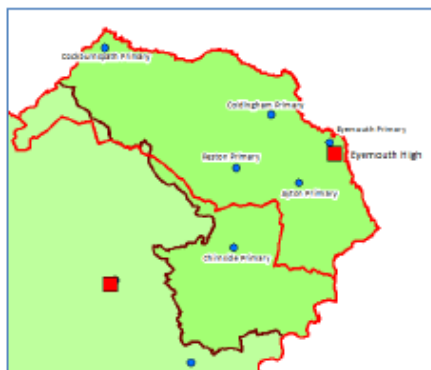 Cockburnspath Primary
Coldingham Primary
Eyemouth Primary
Eyemouth High
Reston Primary
Ayton Primary
Chirnside Primary